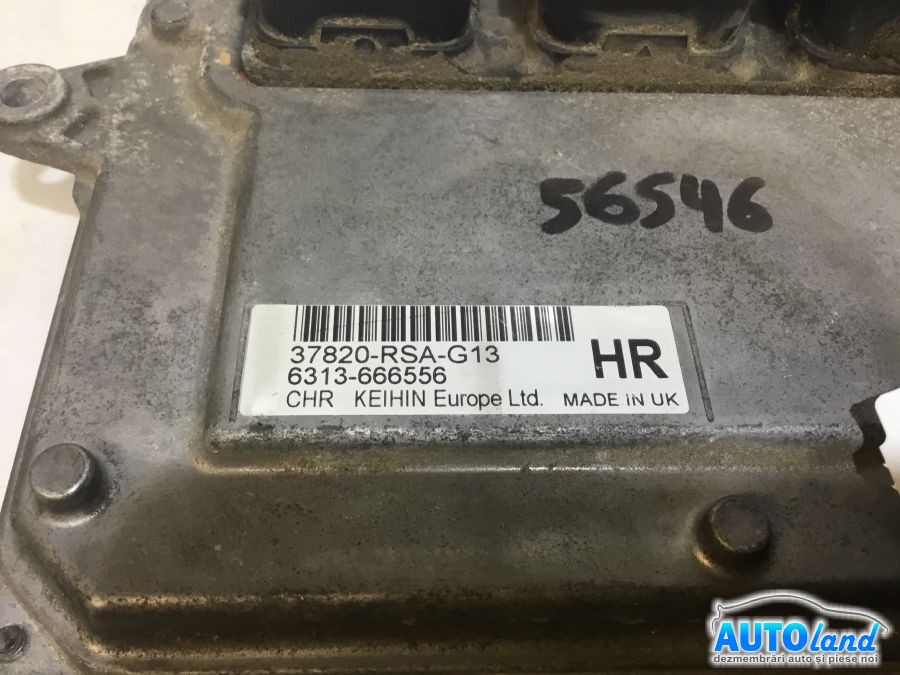 56546
37820-RSA-G13
6313-666556
HR
CHR KEIHIN Europe Ltd. MADE IN UK
AUTOland
dezmembrări auto și piese noi